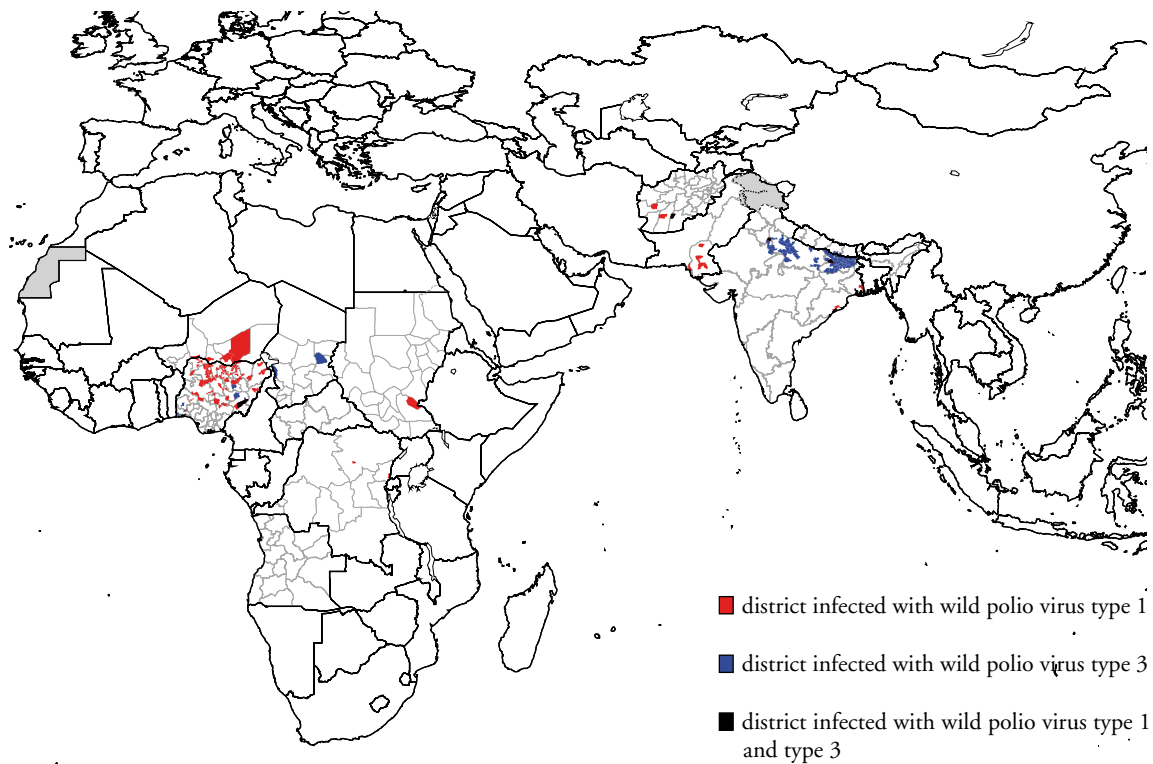 district infected with wild polio virus type 1
district infected with wild polio virus type 3
district infected with wild polio virus type 1
and type 3